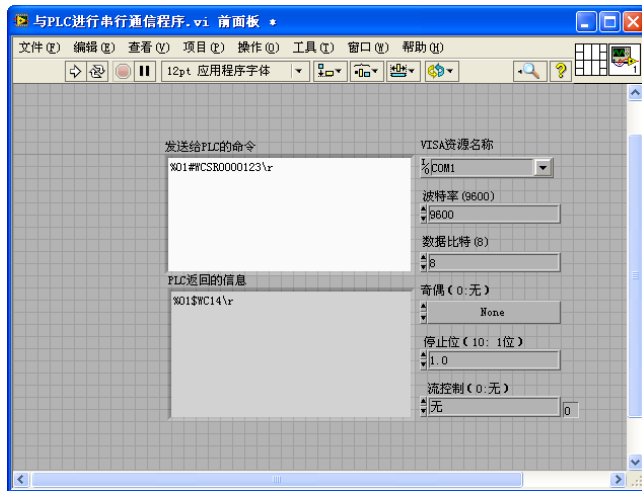 与PLC进行串行通信程序.vi 前面板 *
文件(F) 编辑(E) 查看(V) 项目(P) 操作(O) 工具(T) 窗口(W) 帮助(H)
12pt 应用程序字体
1
发送给PLC的命令
%01#WCSR0000123\r
PLC返回的信息
%01$WC14\r
VISA资源名称
I/O COM1
波特率(9600)
9600
数据比特(8)
8
奇偶(0:无)
None
停止位(10: 1位)
1.0
流控制(0:无)
无
0